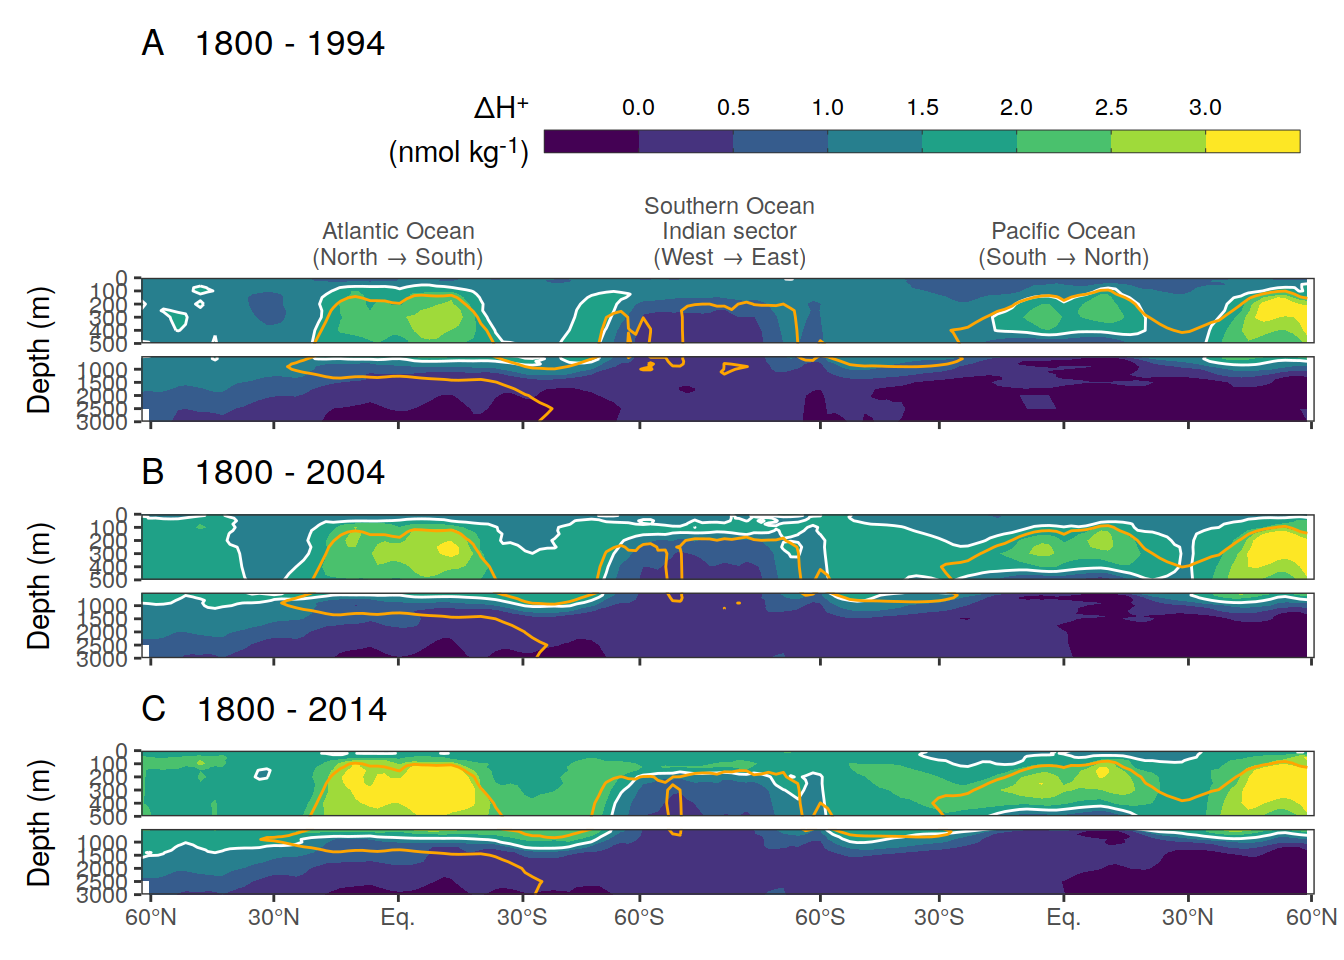 A 1800 - 1994
ΔH⁺
(nmol kg⁻¹)
0.0 0.5 1.0 1.5 2.0 2.5 3.0
Atlantic Ocean
(North → South)
Southern Ocean
Indian sector
(West → East)
Pacific Ocean
(South → North)
Depth (m)
0
100
200
300
400
500
1000
1500
2000
2500
3000
B 1800 - 2004
Depth (m)
0
100
200
300
400
500
1000
1500
2000
2500
3000
C 1800 - 2014
Depth (m)
0
100
200
300
400
500
1000
1500
2000
2500
3000
60°N 30°N Eq. 30°S 60°S 60°S 30°S Eq. 30°N 60°N